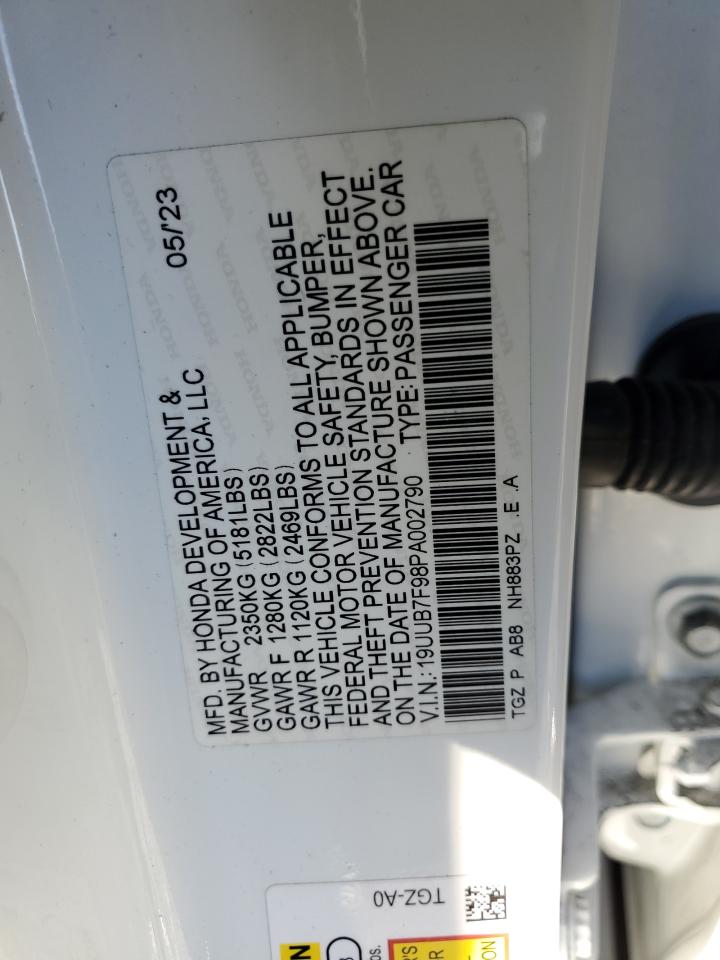 MFD. BY HONDA DEVELOPMENT &
MANUFACTURING OF AMERICA, LLC 05/'23
GVWR 2350KG (5181LBS)
GAWR F 1280KG (2822LBS)
GAWR R 1120KG (2469LBS)
THIS VEHICLE CONFORMS TO ALL APPLICABLE
FEDERAL MOTOR VEHICLE SAFETY, BUMPER,
AND THEFT PREVENTION STANDARDS IN EFFECT
ON THE DATE OF MANUFACTURE SHOWN ABOVE.
V.I.N.:19UUB7F98PA002790 TYPE:PASSENGER CAR
TGZ P AB8 NH883PZ .E .A
TGZ-A0
HONDA